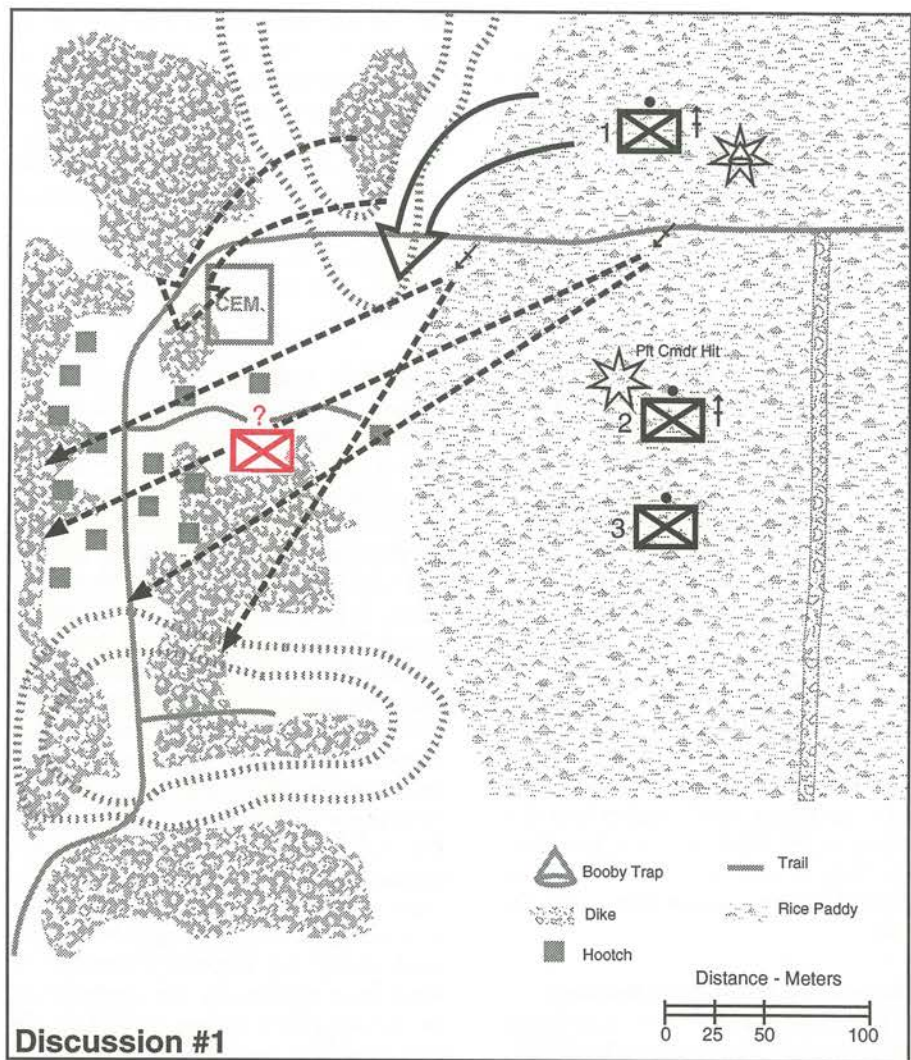 1
CEM.
Plt Cmdr Hit
?
2
3
Booby Trap
Trail
Dike
Rice Paddy
Hootch
Distance - Meters
0 25 50 100
Discussion #1